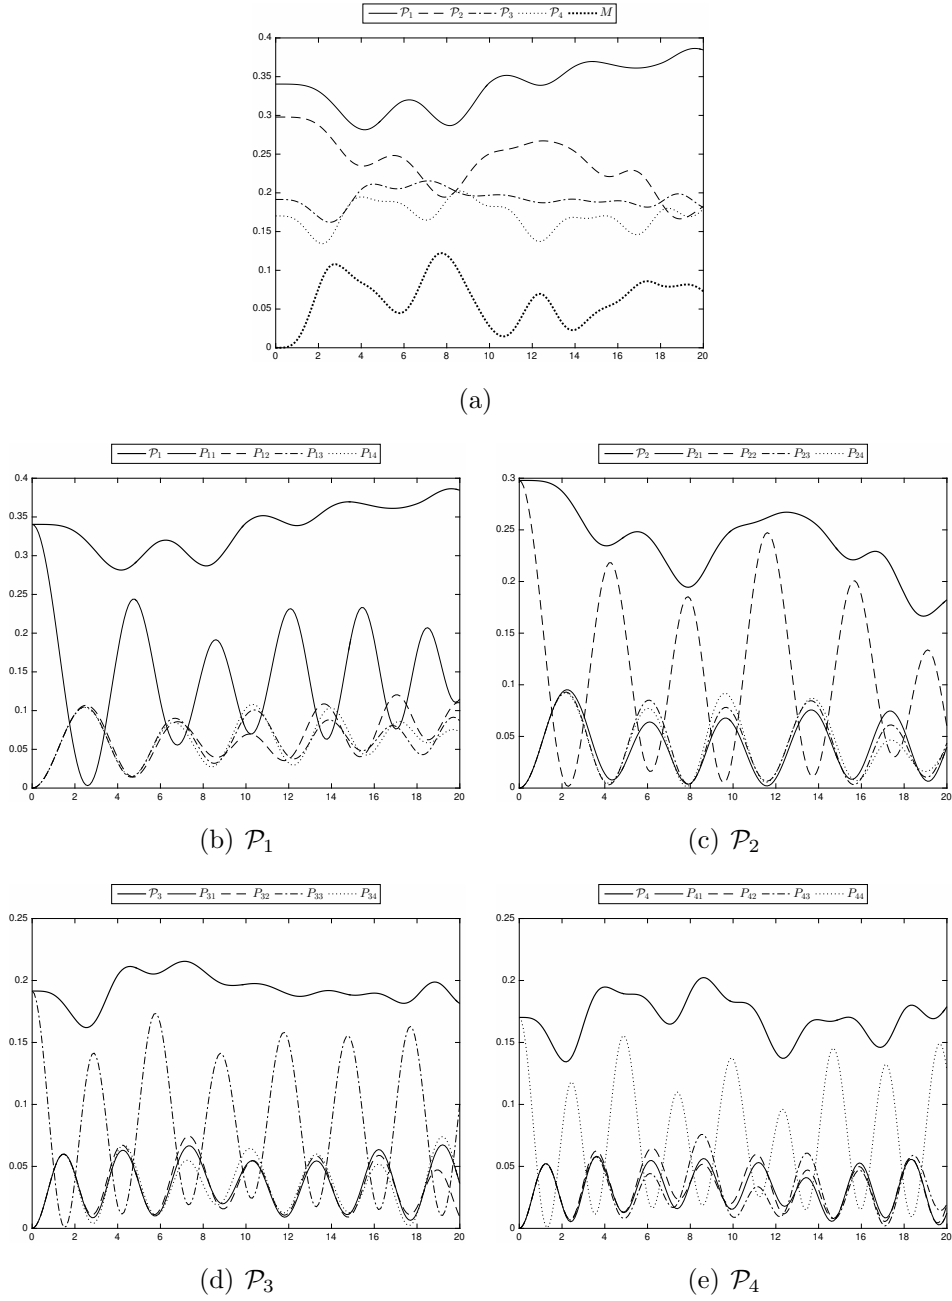 𝒫₁ 𝒫₂ 𝒫₃ 𝒫₄ M
0.4
0.35
0.3
0.25
0.2
0.15
0.1
0.05
0
0 2 4 6 8 10 12 14 16 18 20
(a)
𝒫₁ P₁₁ P₁₂ P₁₃ P₁₄
0.4
0.35
0.3
0.25
0.2
0.15
0.1
0.05
0
0 2 4 6 8 10 12 14 16 18 20
(b) 𝒫₁
𝒫₂ P₂₁ P₂₂ P₂₃ P₂₄
0.3
0.25
0.2
0.15
0.1
0.05
0
0 2 4 6 8 10 12 14 16 18 20
(c) 𝒫₂
𝒫₃ P₃₁ P₃₂ P₃₃ P₃₄
0.25
0.2
0.15
0.1
0.05
0
0 2 4 6 8 10 12 14 16 18 20
(d) 𝒫₃
𝒫₄ P₄₁ P₄₂ P₄₃ P₄₄
0.25
0.2
0.15
0.1
0.05
0
0 2 4 6 8 10 12 14 16 18 20
(e) 𝒫₄